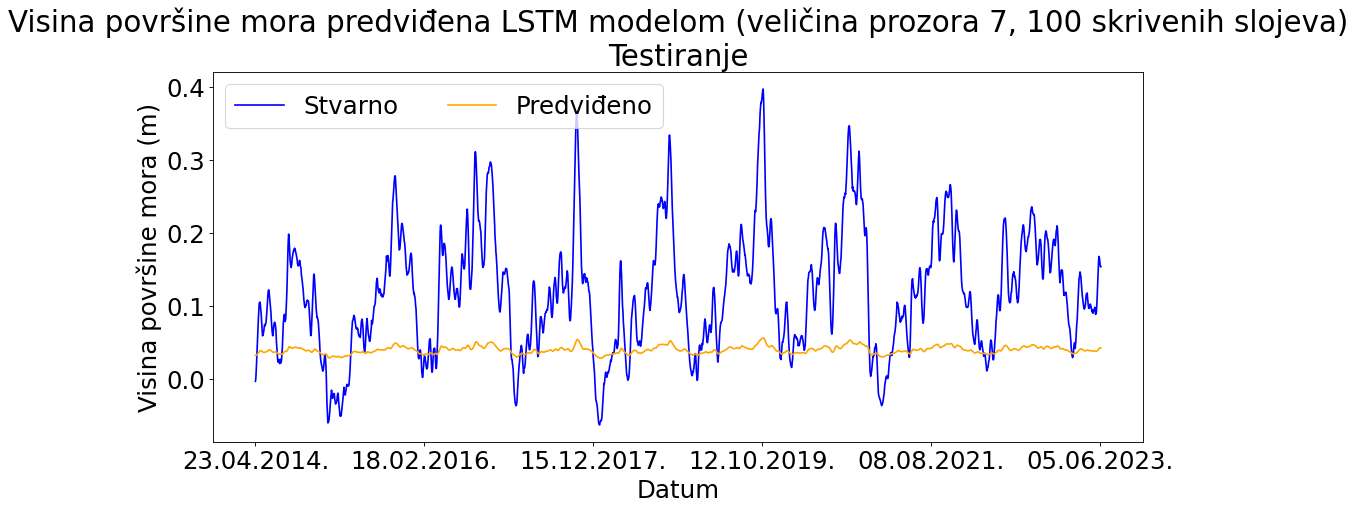 Visina površine mora predviđena LSTM modelom (veličina prozora 7, 100 skrivenih slojeva)
Testiranje
Stvarno Predviđeno
Visina površine mora (m)
0.4
0.3
0.2
0.1
0.0
23.04.2014. 18.02.2016. 15.12.2017. 12.10.2019. 08.08.2021. 05.06.2023.
Datum